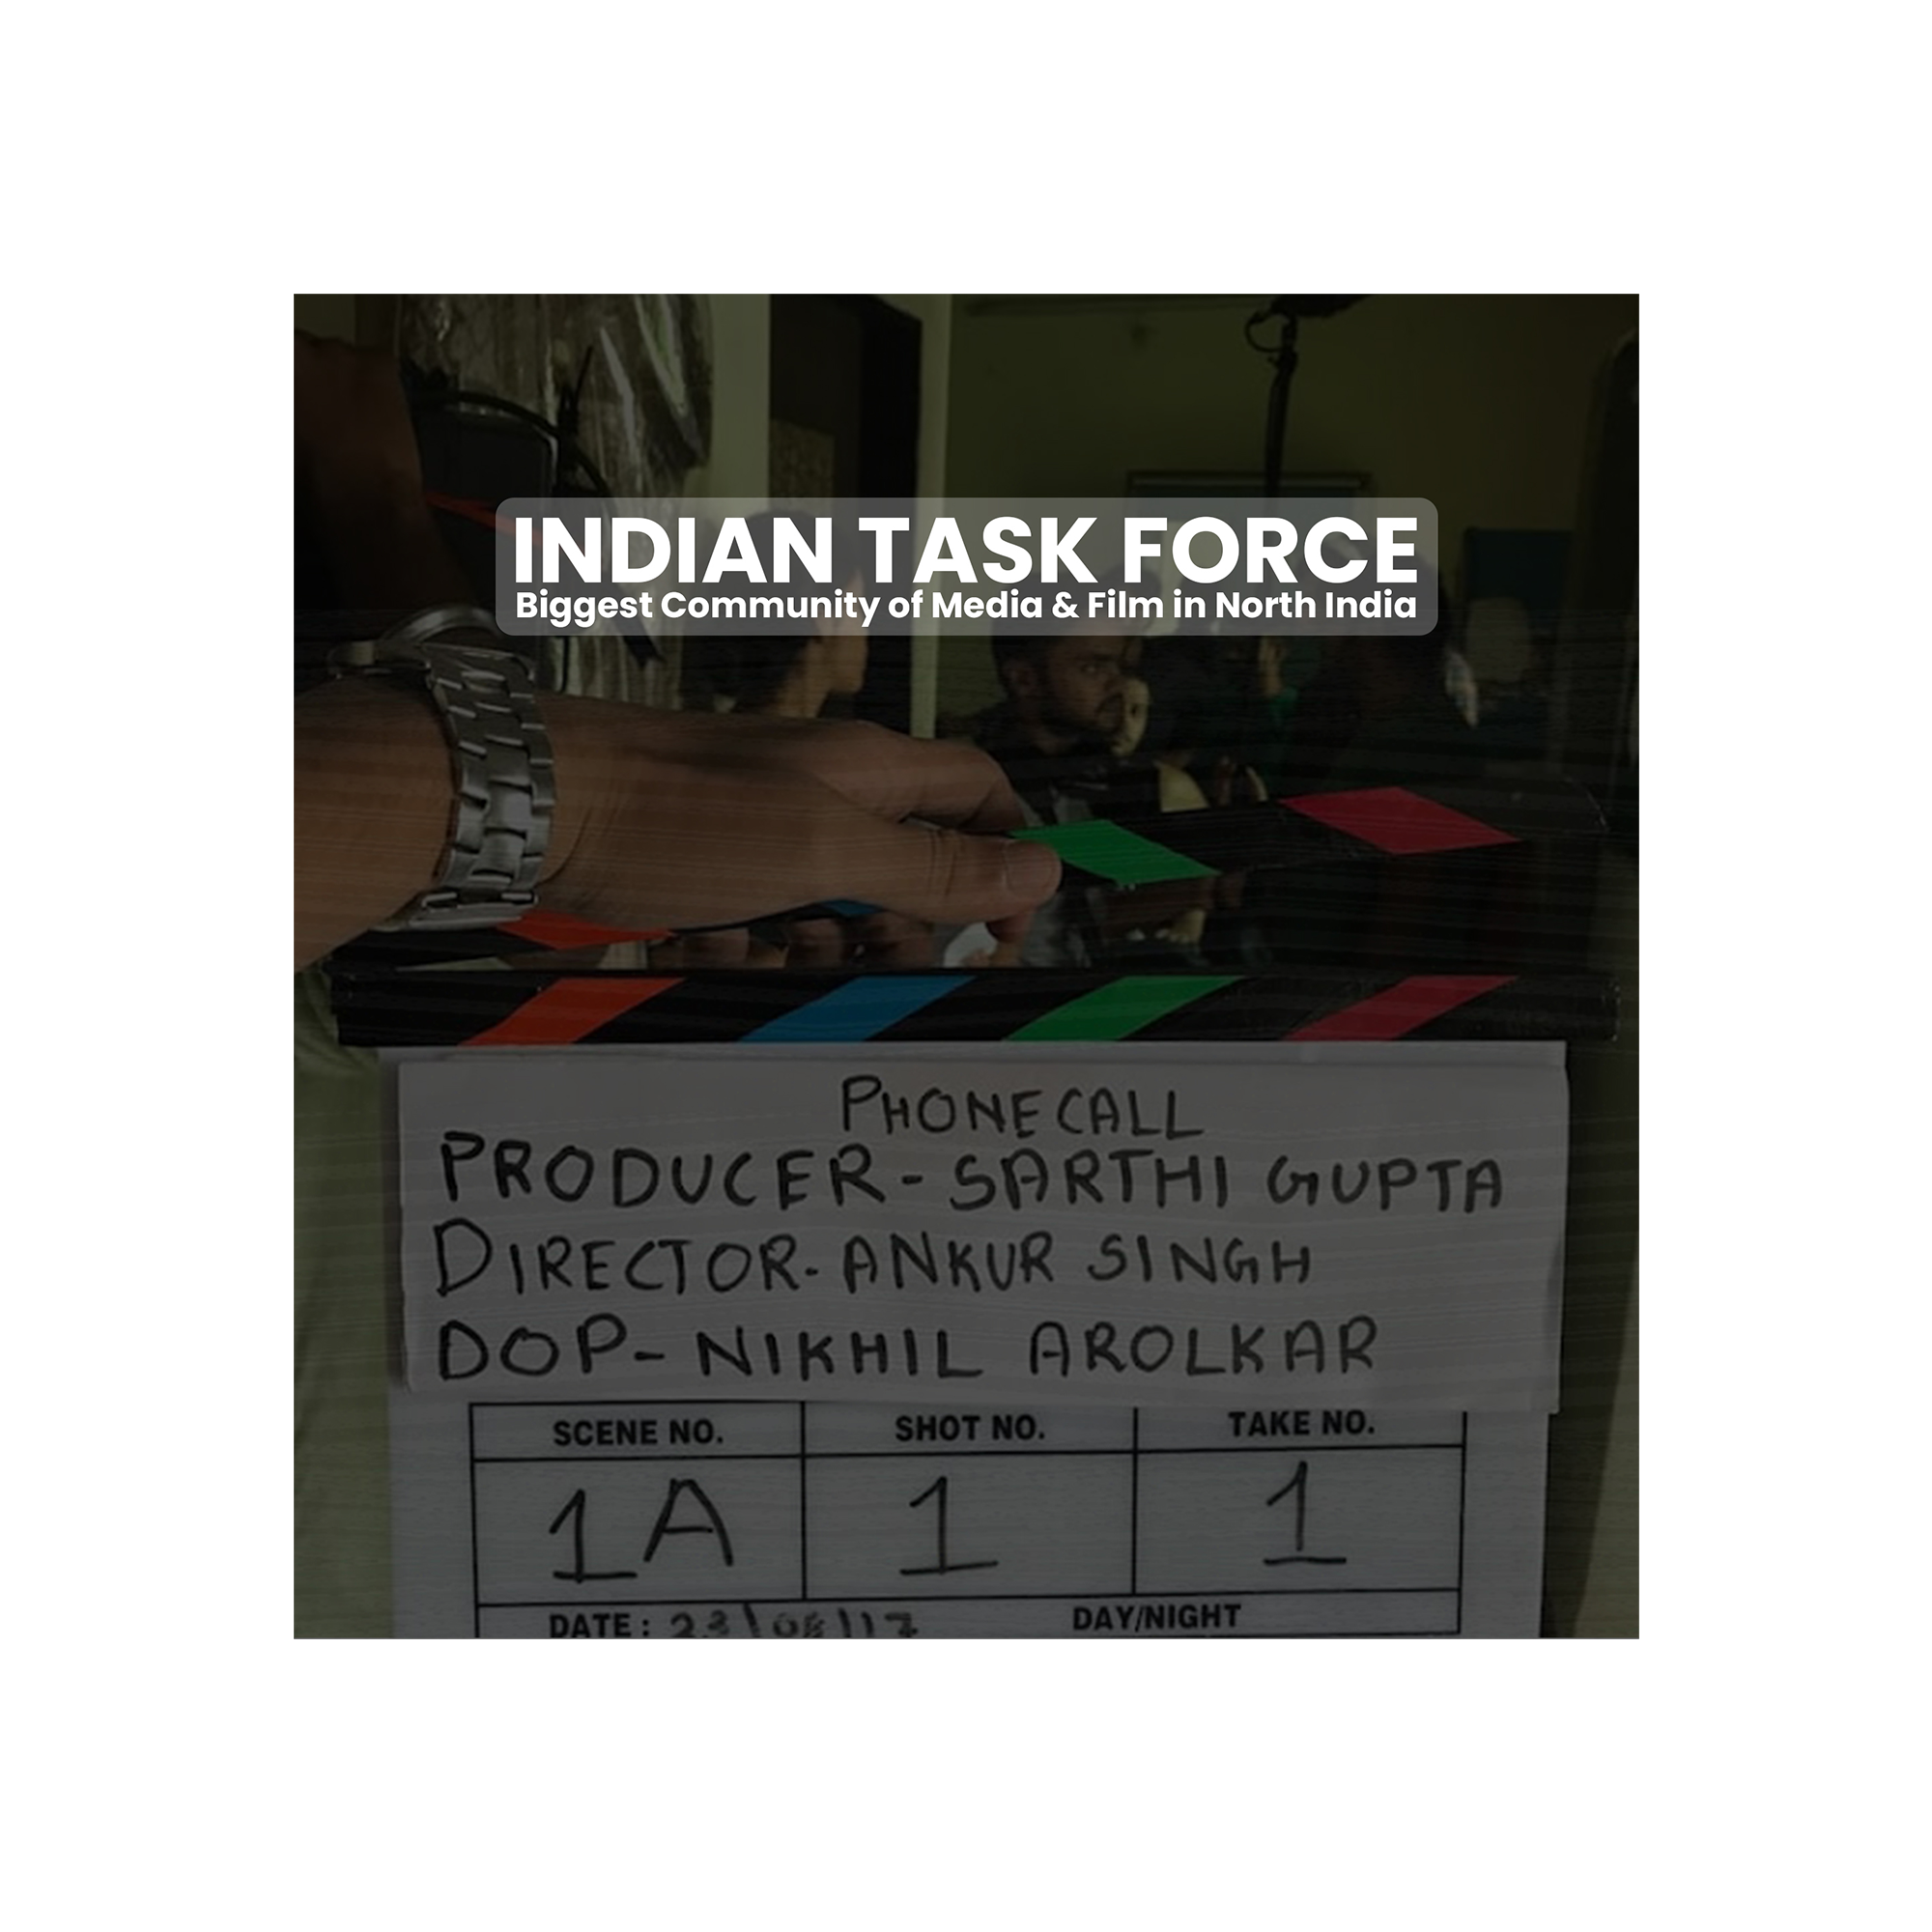 INDIAN TASK FORCE
Biggest Community of Media & Film in North India
PHONECALL
PRODUCER - SARTHI GUPTA
DIRECTOR - ANKUR SINGH
DOP - NIKHIL AROLKAR
SCENE NO. SHOT NO. TAKE NO.
1A 1 1
DATE : DAY/NIGHT